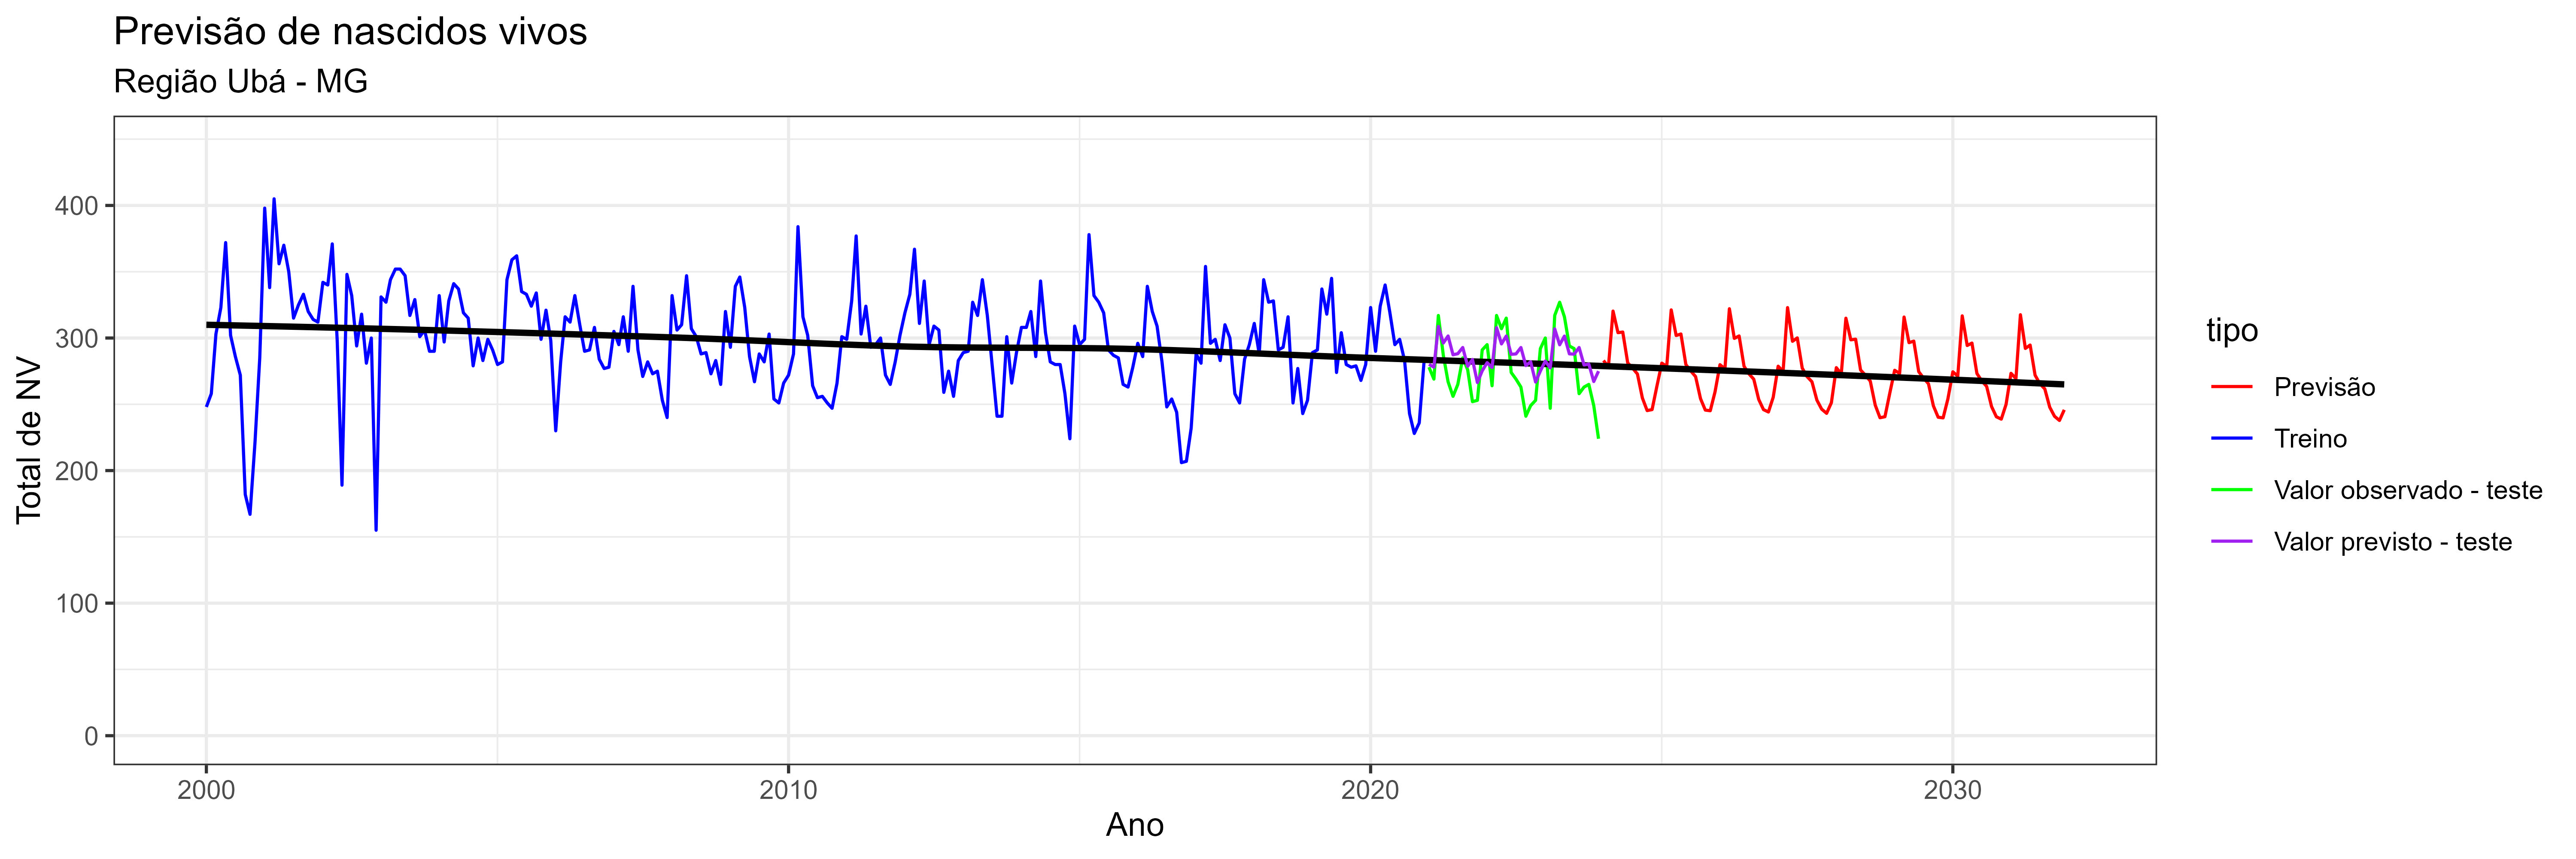 Previsão de nascidos vivos
Região Ubá - MG
Total de NV
400
300
200
100
0
2000
2010
2020
2030
Ano
tipo
Previsão
Treino
Valor observado - teste
Valor previsto - teste